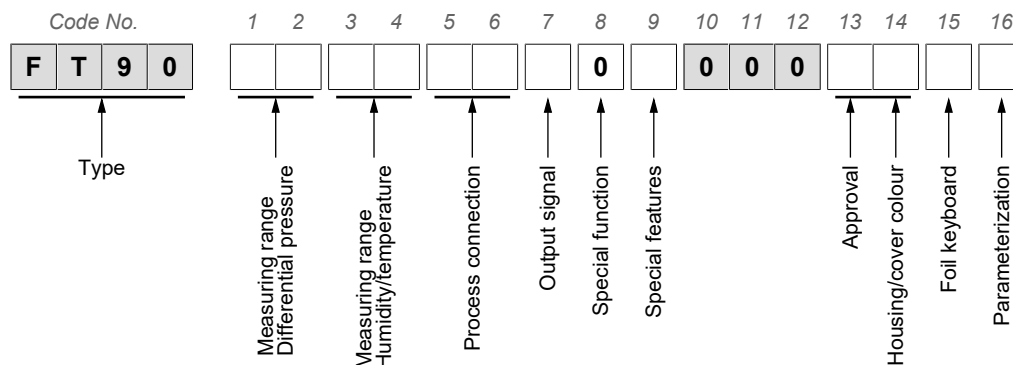 Code No. 1 2 3 4 5 6 7 8 9 10 11 12 13 14 15 16
F T 9 0 0 0 0 0
Type
Measuring range
Differential pressure
Measuring range
Humidity/temperature
Process connection
Output signal
Special function
Special features
Approval
Housing/cover colour
Foil keyboard
Parameterization